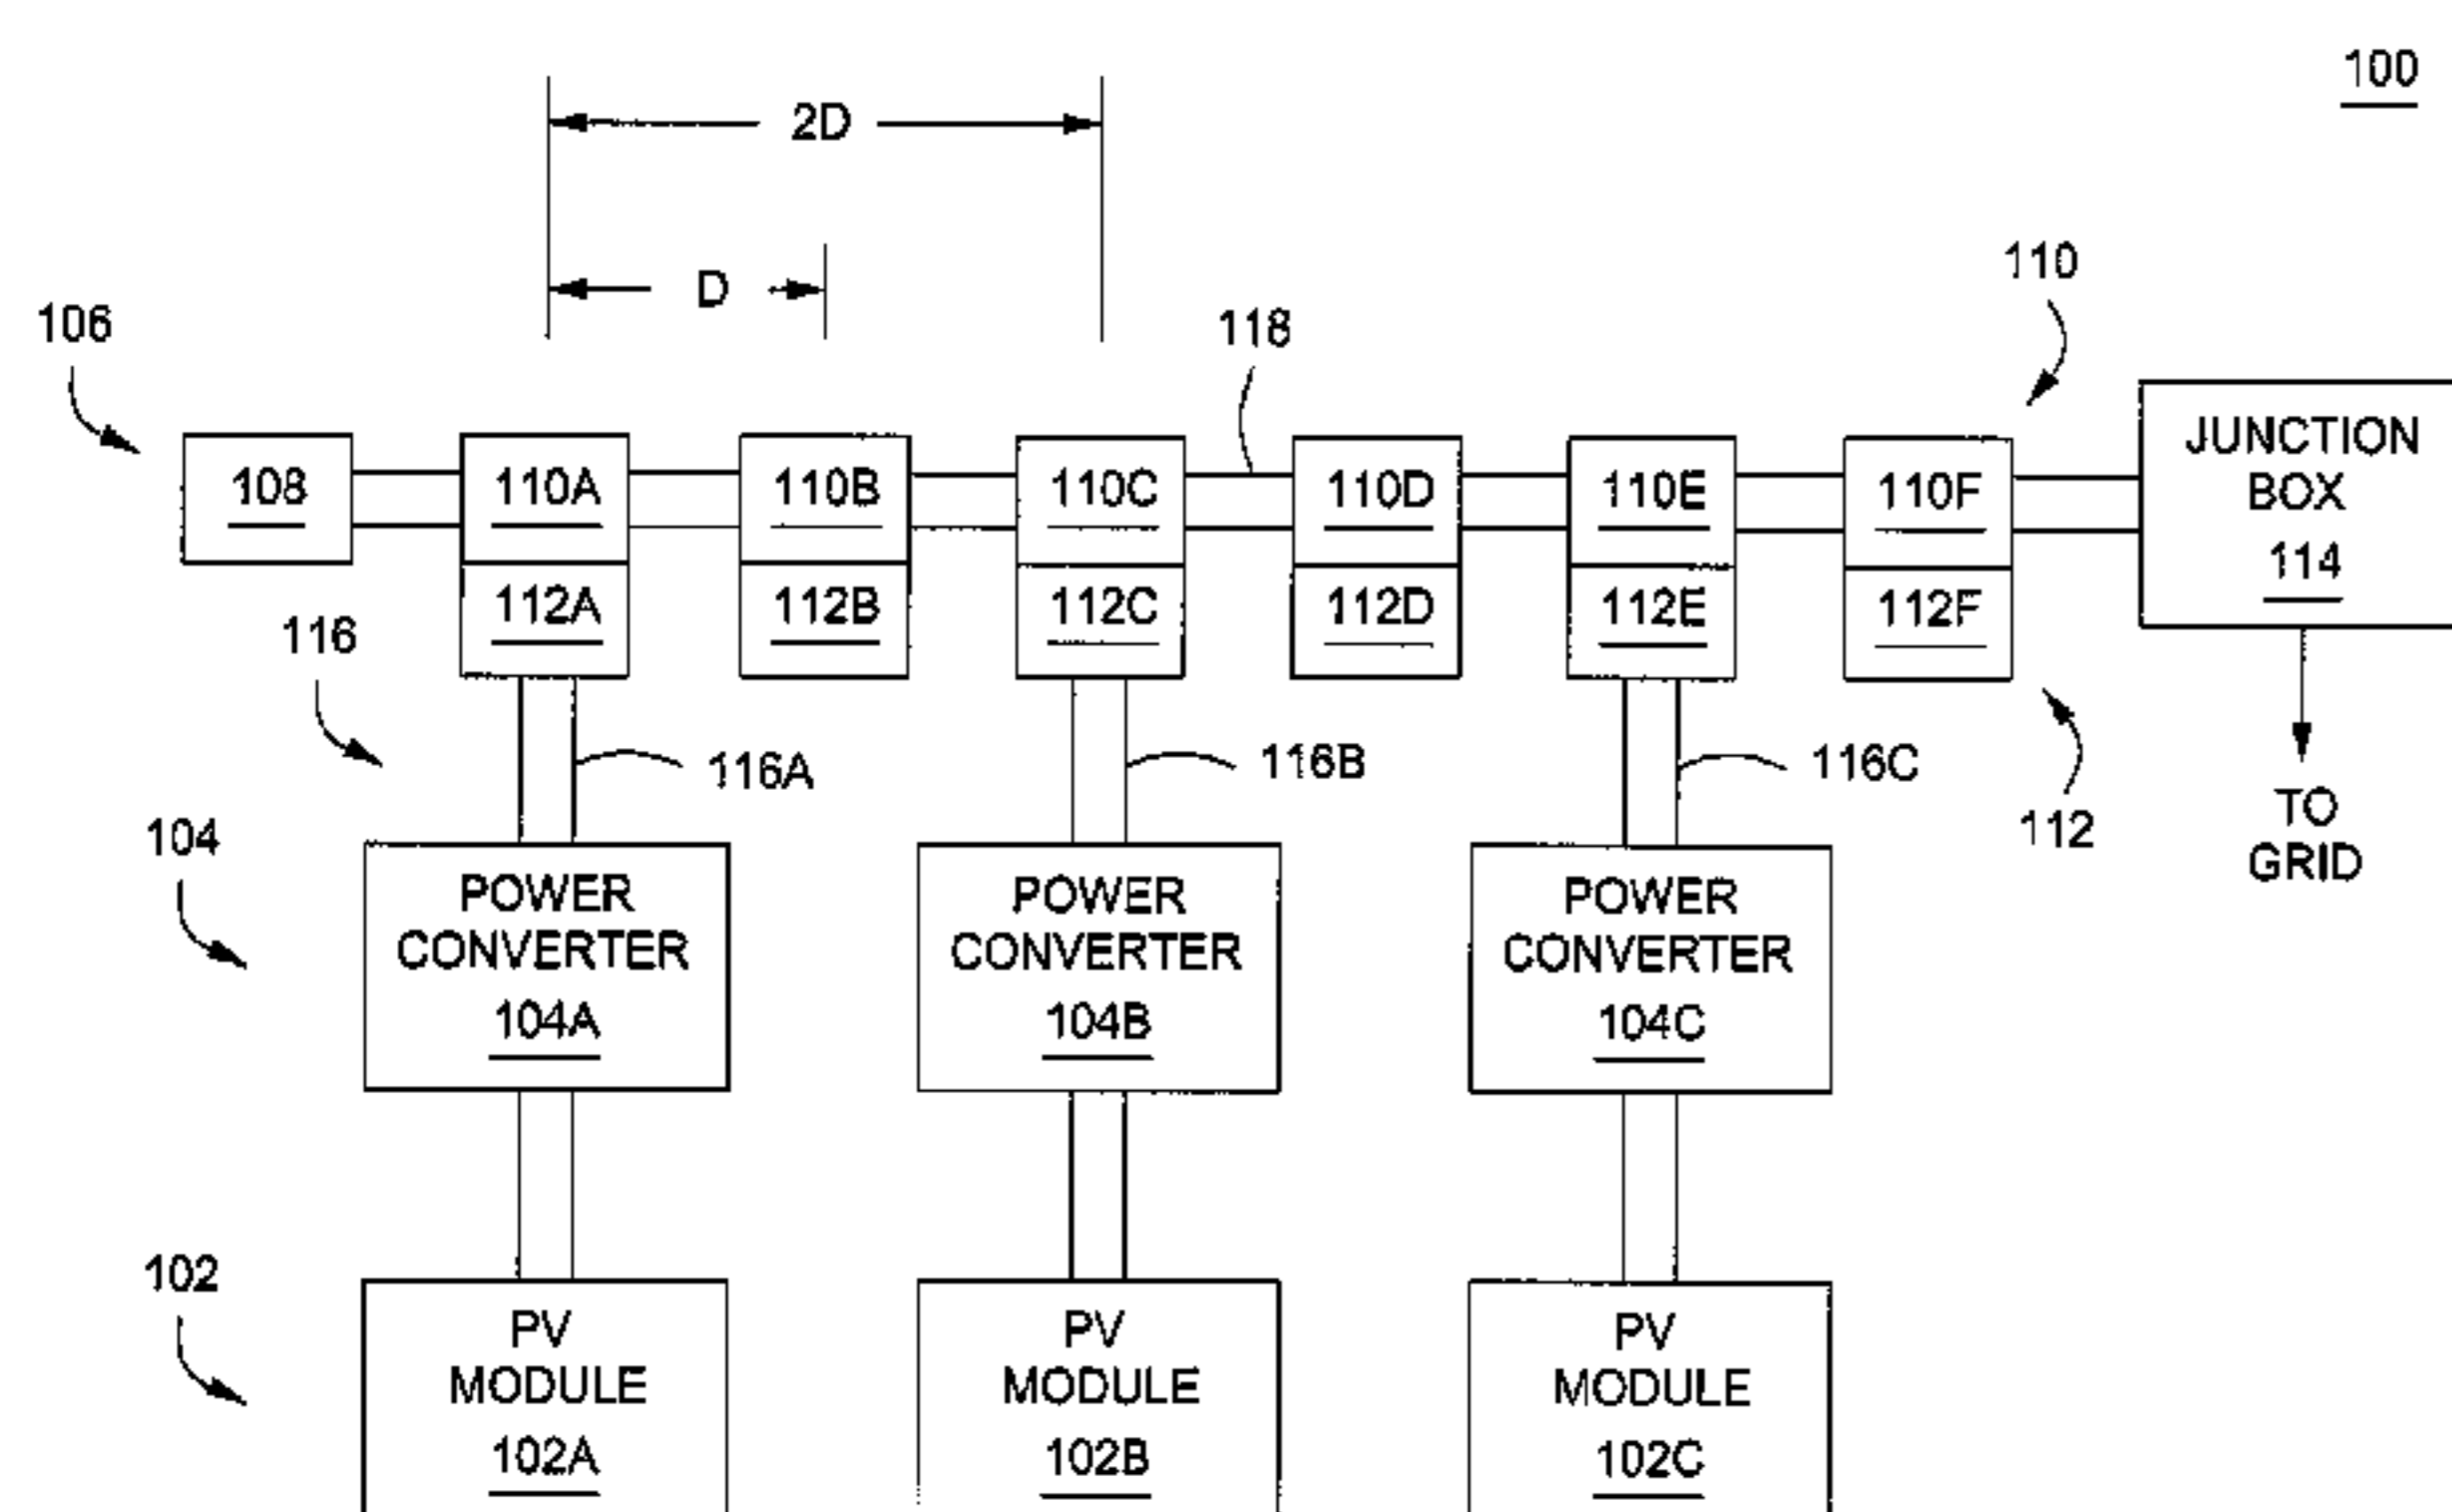 100
2D
D
110
106
118
108
110A
110B
110C
110D
110E
110F
JUNCTION
BOX
114
112A
112B
112C
112D
112E
112F
116
116A
116B
116C
112
TO
GRID
104
POWER
CONVERTER
104A
POWER
CONVERTER
104B
POWER
CONVERTER
104C
102
PV
MODULE
102A
PV
MODULE
102B
PV
MODULE
102C